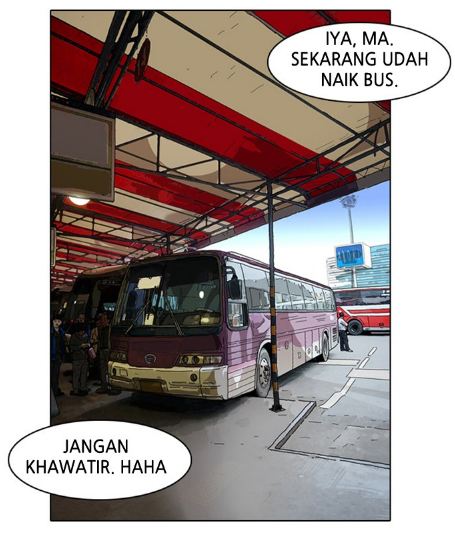 IYA, MA.
SEKARANG UDAH
NAIK BUS.
JANGAN
KHAWATIR. HAHA